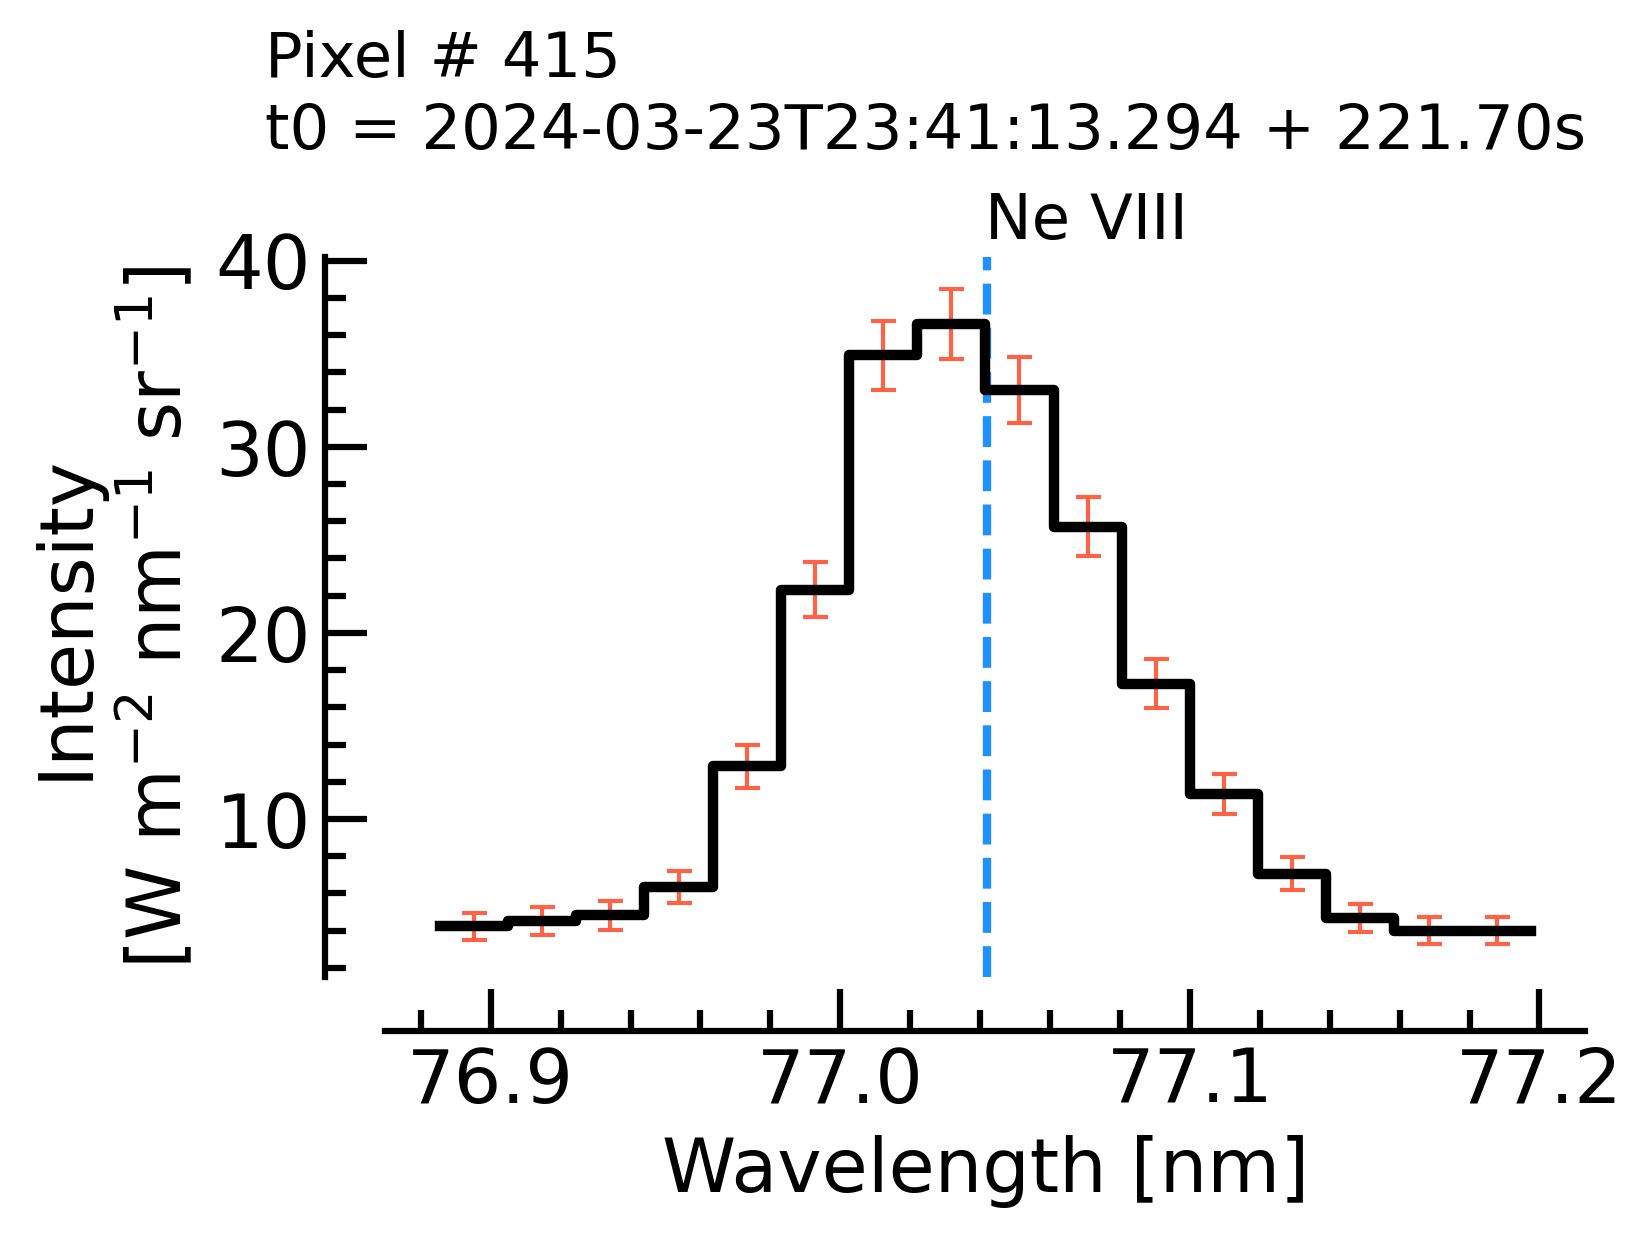 Pixel # 415
t0 = 2024-03-23T23:41:13.294 + 221.70s
Ne VIII
Intensity
[W m⁻² nm⁻¹ sr⁻¹]
40
30
20
10
76.9 77.0 77.1 77.2
Wavelength [nm]